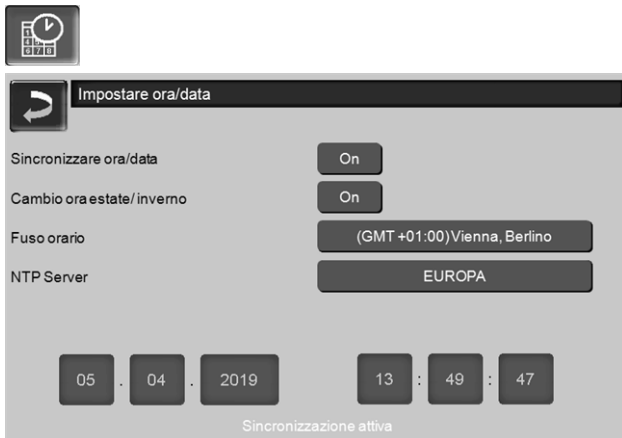 Impostare ora/data
Sincronizzare ora/data On
Cambio ora estate/ inverno On
Fuso orario (GMT +01:00) Vienna, Berlino
NTP Server EUROPA
05 . 04 . 2019 13 : 49 : 47
Sincronizzazione attiva